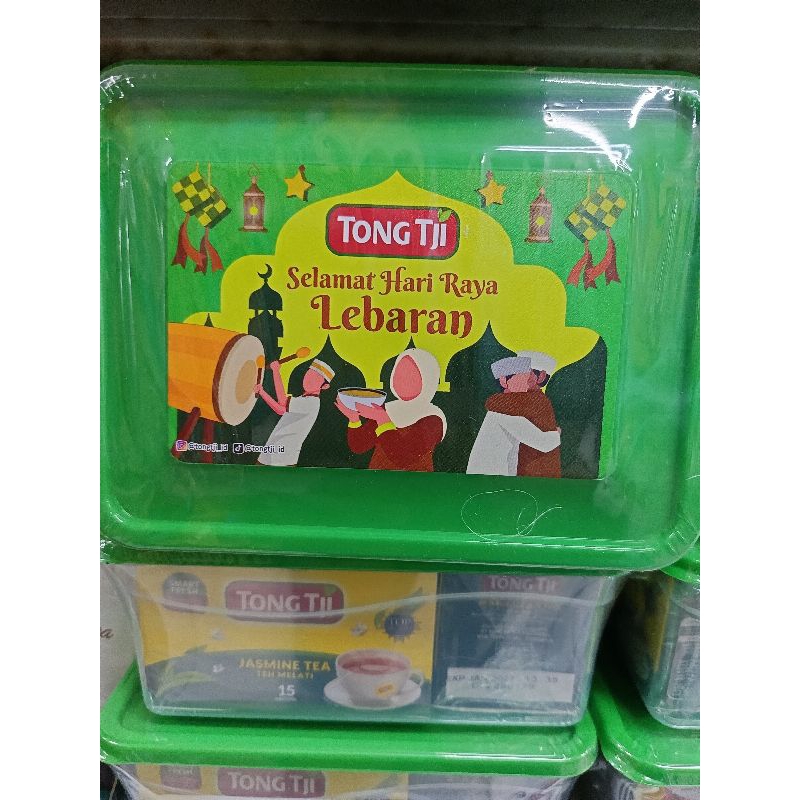 TONG TJI
Selamat Hari Raya
Lebaran
@tongtji_id @tongtji_id
TONG TJI
TONG TJI
JASMINE TEA
TEH MELATI
15
TONG TJI